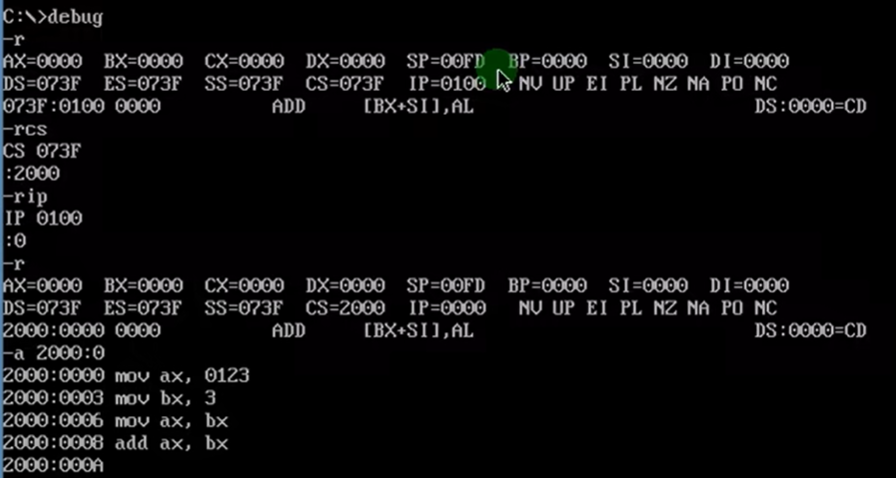 C:\>debug
-r
AX=0000 BX=0000 CX=0000 DX=0000 SP=00FD BP=0000 SI=0000 DI=0000
DS=073F ES=073F SS=073F CS=073F IP=0100 NV UP EI PL NZ NA PO NC
073F:0100 0000 ADD [BX+SI],AL DS:0000=CD
-rcs
CS 073F
:2000
-rip
IP 0100
:0
-r
AX=0000 BX=0000 CX=0000 DX=0000 SP=00FD BP=0000 SI=0000 DI=0000
DS=073F ES=073F SS=073F CS=2000 IP=0000 NV UP EI PL NZ NA PO NC
2000:0000 0000 ADD [BX+SI],AL DS:0000=CD
-a 2000:0
2000:0000 mov ax, 0123
2000:0003 mov bx, 3
2000:0006 mov ax, bx
2000:0008 add ax, bx
2000:000A